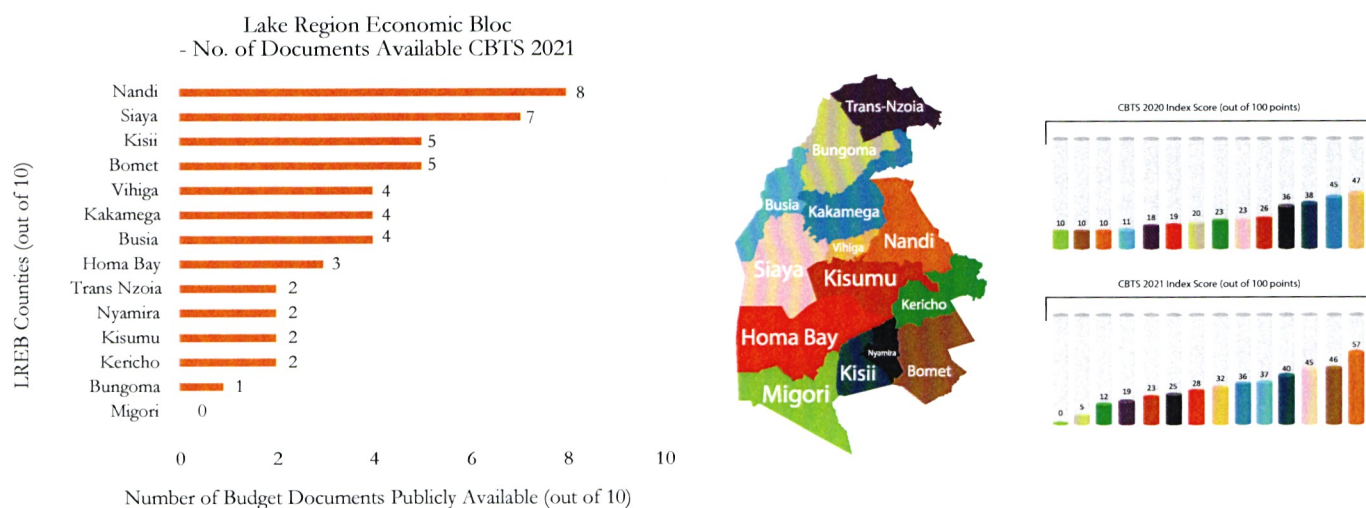 Lake Region Economic Bloc
- No. of Documents Available CBTS 2021
LREB Counties (out of 10)
Nandi 8
Siaya 7
Kisii 5
Bomet 5
Vihiga 4
Kakamega 4
Busia 4
Homa Bay 3
Trans Nzoia 2
Nyamira 2
Kisumu 2
Kericho 2
Bungoma 1
Migori 0
0 2 4 6 8 10
Number of Budget Documents Publicly Available (out of 10)
Trans-Nzoia
Bungoma
Busia
Kakamega
Vihiga
Nandi
Siaya
Kisumu
Kericho
Homa Bay
Nyamira
Kisii
Bomet
Migori
CBTS 2020 Index Score (out of 100 points)
10 10 10 11 18 19 20 23 23 26 36 38 45 47
CBTS 2021 Index Score (out of 100 points)
0 5 12 19 23 25 28 32 36 37 40 45 46 57